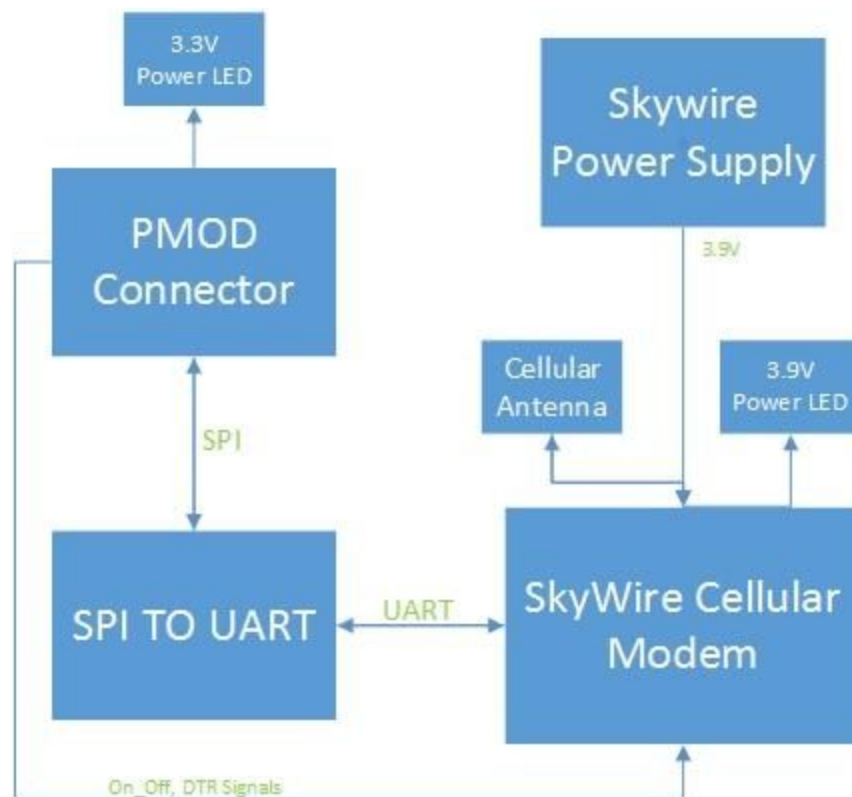 3.3V
Power LED
Skywire
Power Supply
PMOD
Connector
3.9V
Cellular
Antenna
3.9V
Power LED
SPI
SPI TO UART
UART
SkyWire Cellular
Modem
On_Off, DTR Signals